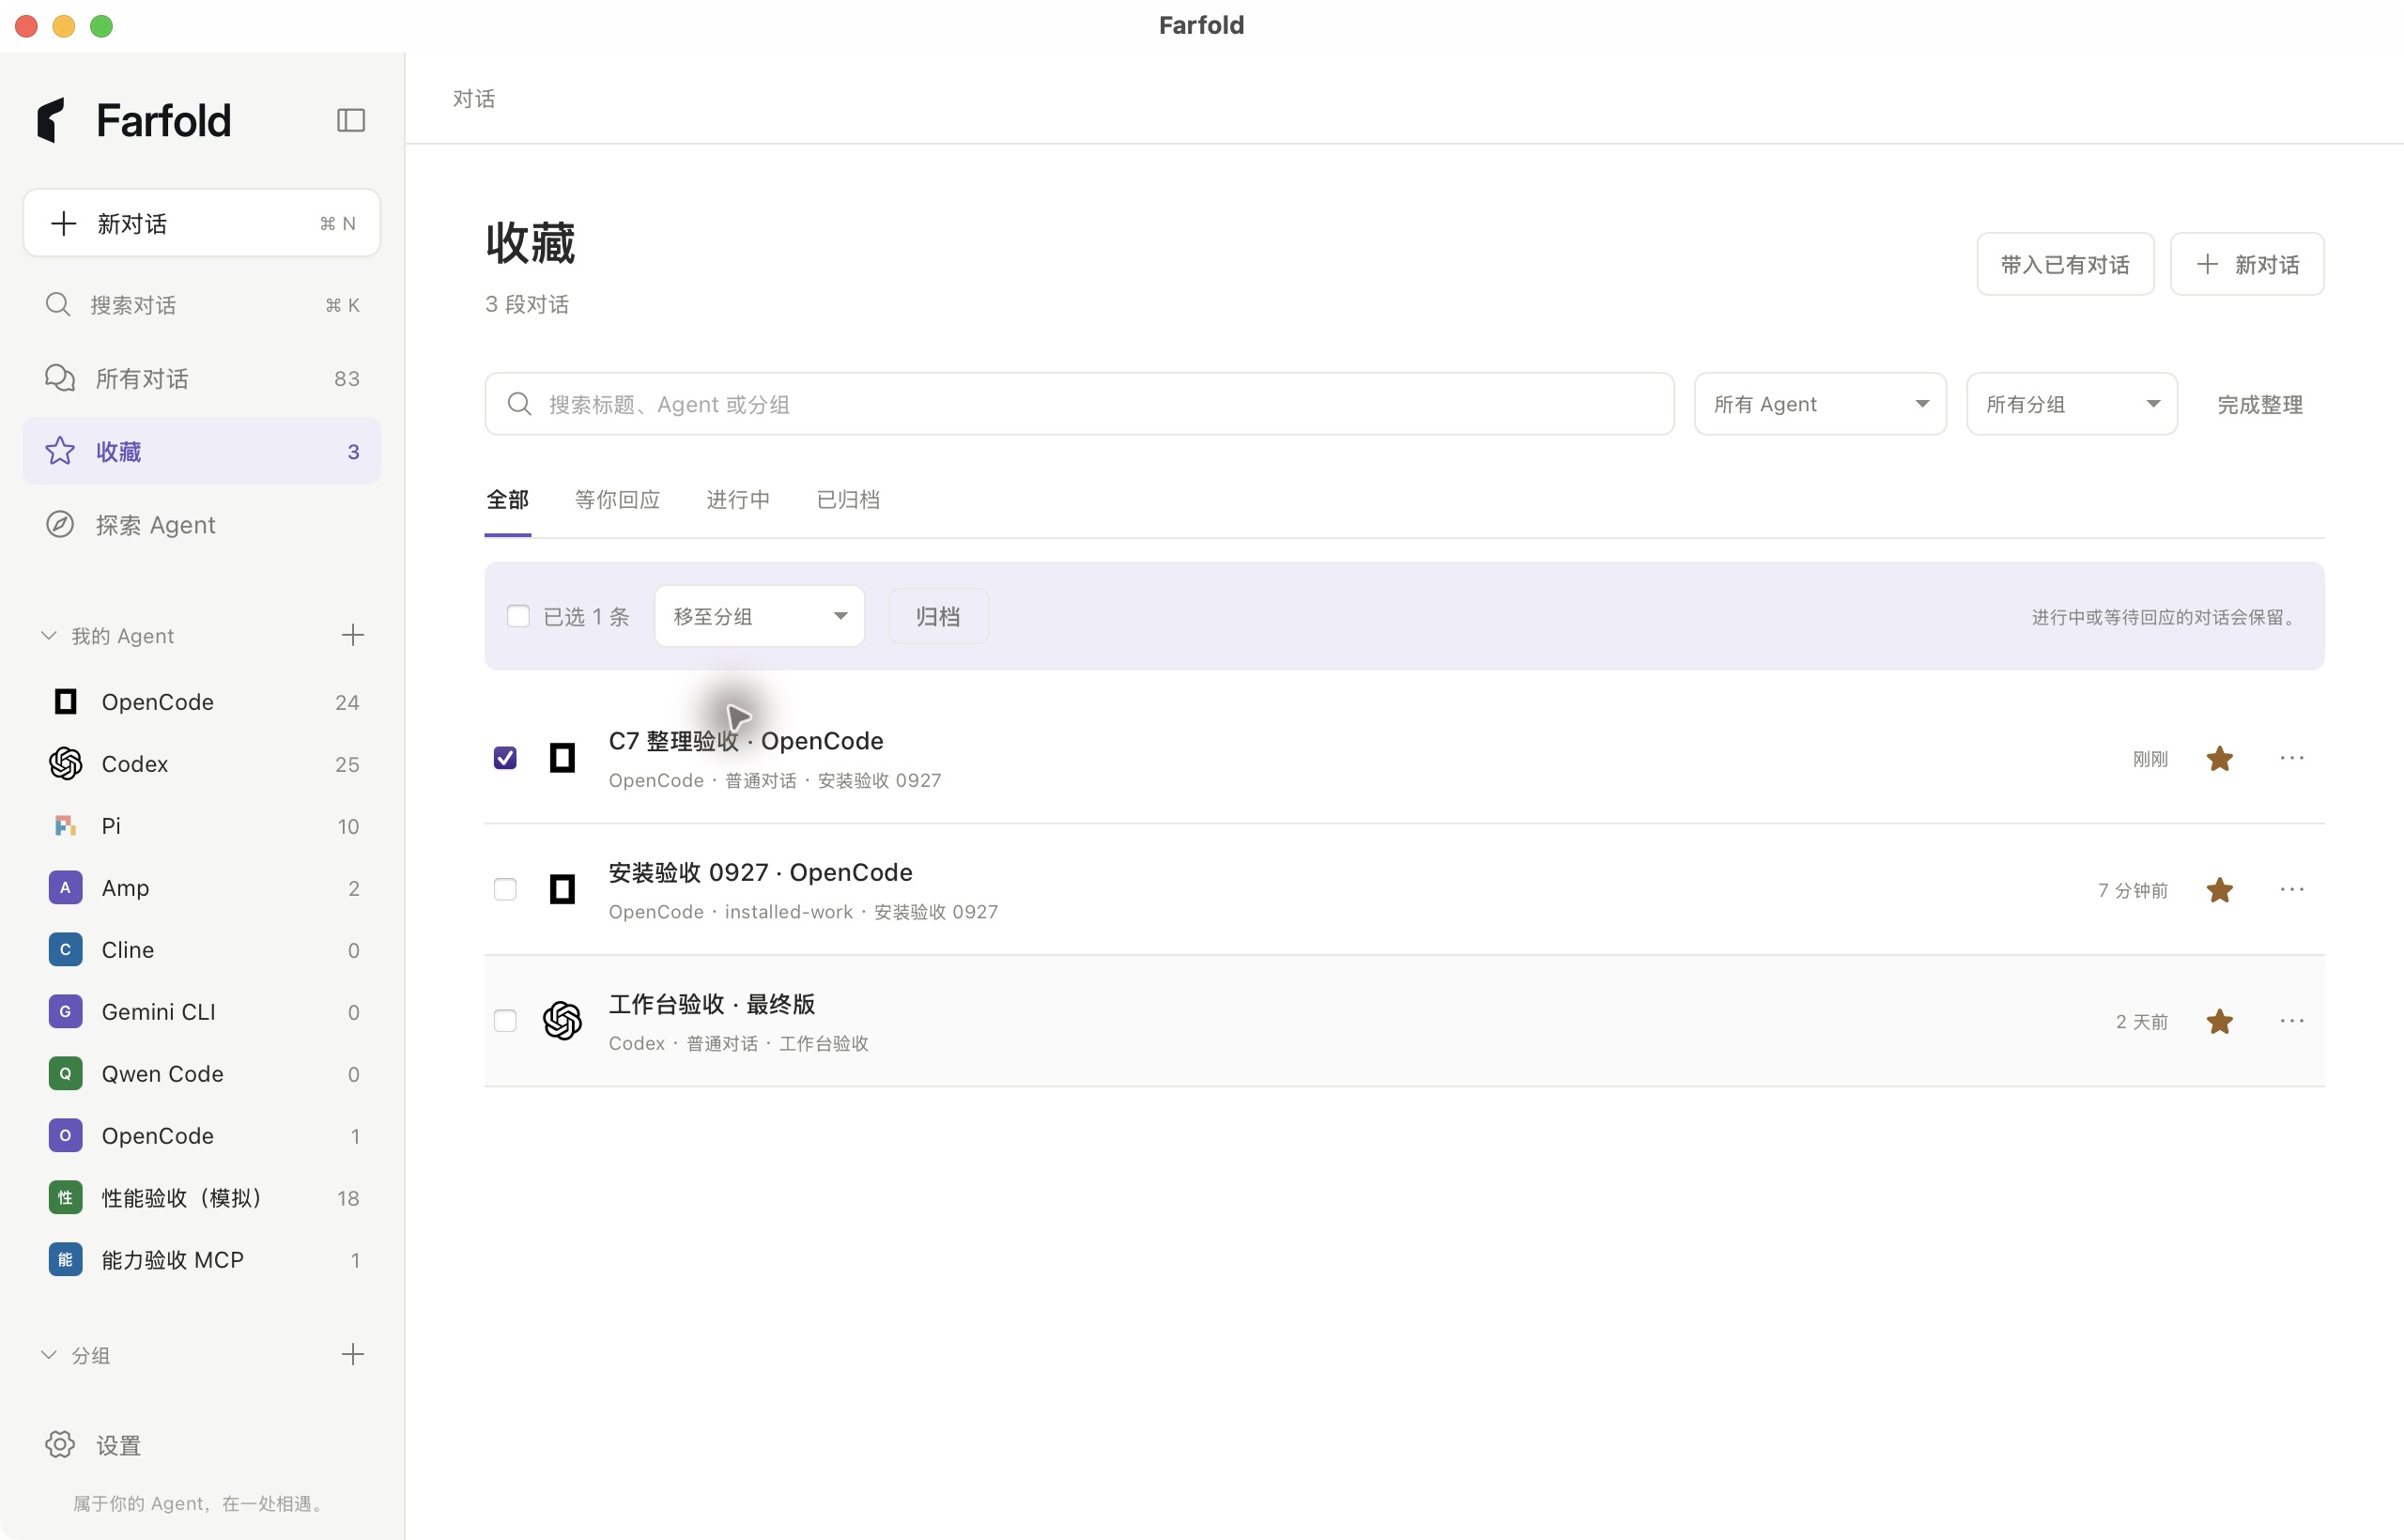 Farfold
Farfold
新对话 ⌘ N
搜索对话 ⌘ K
所有对话 83
收藏 3
探索 Agent
我的 Agent
OpenCode 24
Codex 25
Pi 10
A Amp 2
C Cline 0
G Gemini CLI 0
Q Qwen Code 0
O OpenCode 1
性 性能验收（模拟） 18
能 能力验收 MCP 1
分组
设置
属于你的 Agent，在一处相遇。
对话
收藏
3 段对话
带入已有对话 新对话
搜索标题、Agent 或分组 所有 Agent 所有分组 完成整理
全部 等你回应 进行中 已归档
已选 1 条 移至分组 归档 进行中或等待回应的对话会保留。
C7 整理验收 · OpenCode
OpenCode · 普通对话 · 安装验收 0927
刚刚
安装验收 0927 · OpenCode
OpenCode · installed-work · 安装验收 0927
7 分钟前
工作台验收 · 最终版
Codex · 普通对话 · 工作台验收
2 天前